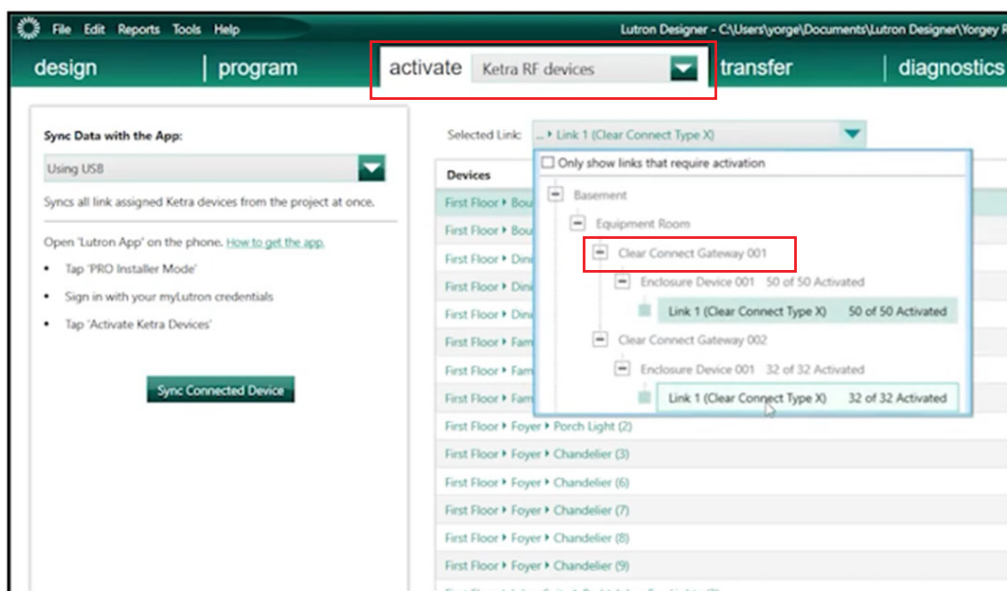 File Edit Reports Tools Help
Lutron Designer - C:\Users\yorge\Documents\Lutron Designer\Yorgey
design program activate Ketra RF devices transfer diagnostics
Sync Data with the App:
Using USB
Syncs all link assigned Ketra devices from the project at once.
Open 'Lutron App' on the phone. How to get the app.
• Tap 'PRO Installer Mode'
• Sign in with your myLutron credentials
• Tap 'Activate Ketra Devices'
Sync Connected Device
Selected Link: ... Link 1 (Clear Connect Type X)
Only show links that require activation
Basement
Equipment Room
Clear Connect Gateway 001
Enclosure Device 001 50 of 50 Activated
Link 1 (Clear Connect Type X) 50 of 50 Activated
Clear Connect Gateway 002
Enclosure Device 001 32 of 32 Activated
Link 1 (Clear Connect Type X) 32 of 32 Activated
Devices
First Floor Bou
First Floor Bou
First Floor Dini
First Floor Dini
First Floor Dini
First Floor Fam
First Floor Fam
First Floor Fam
First Floor Foyer Porch Light (2)
First Floor Foyer Chandelier (3)
First Floor Foyer Chandelier (6)
First Floor Foyer Chandelier (7)
First Floor Foyer Chandelier (8)
First Floor Foyer Chandelier (9)